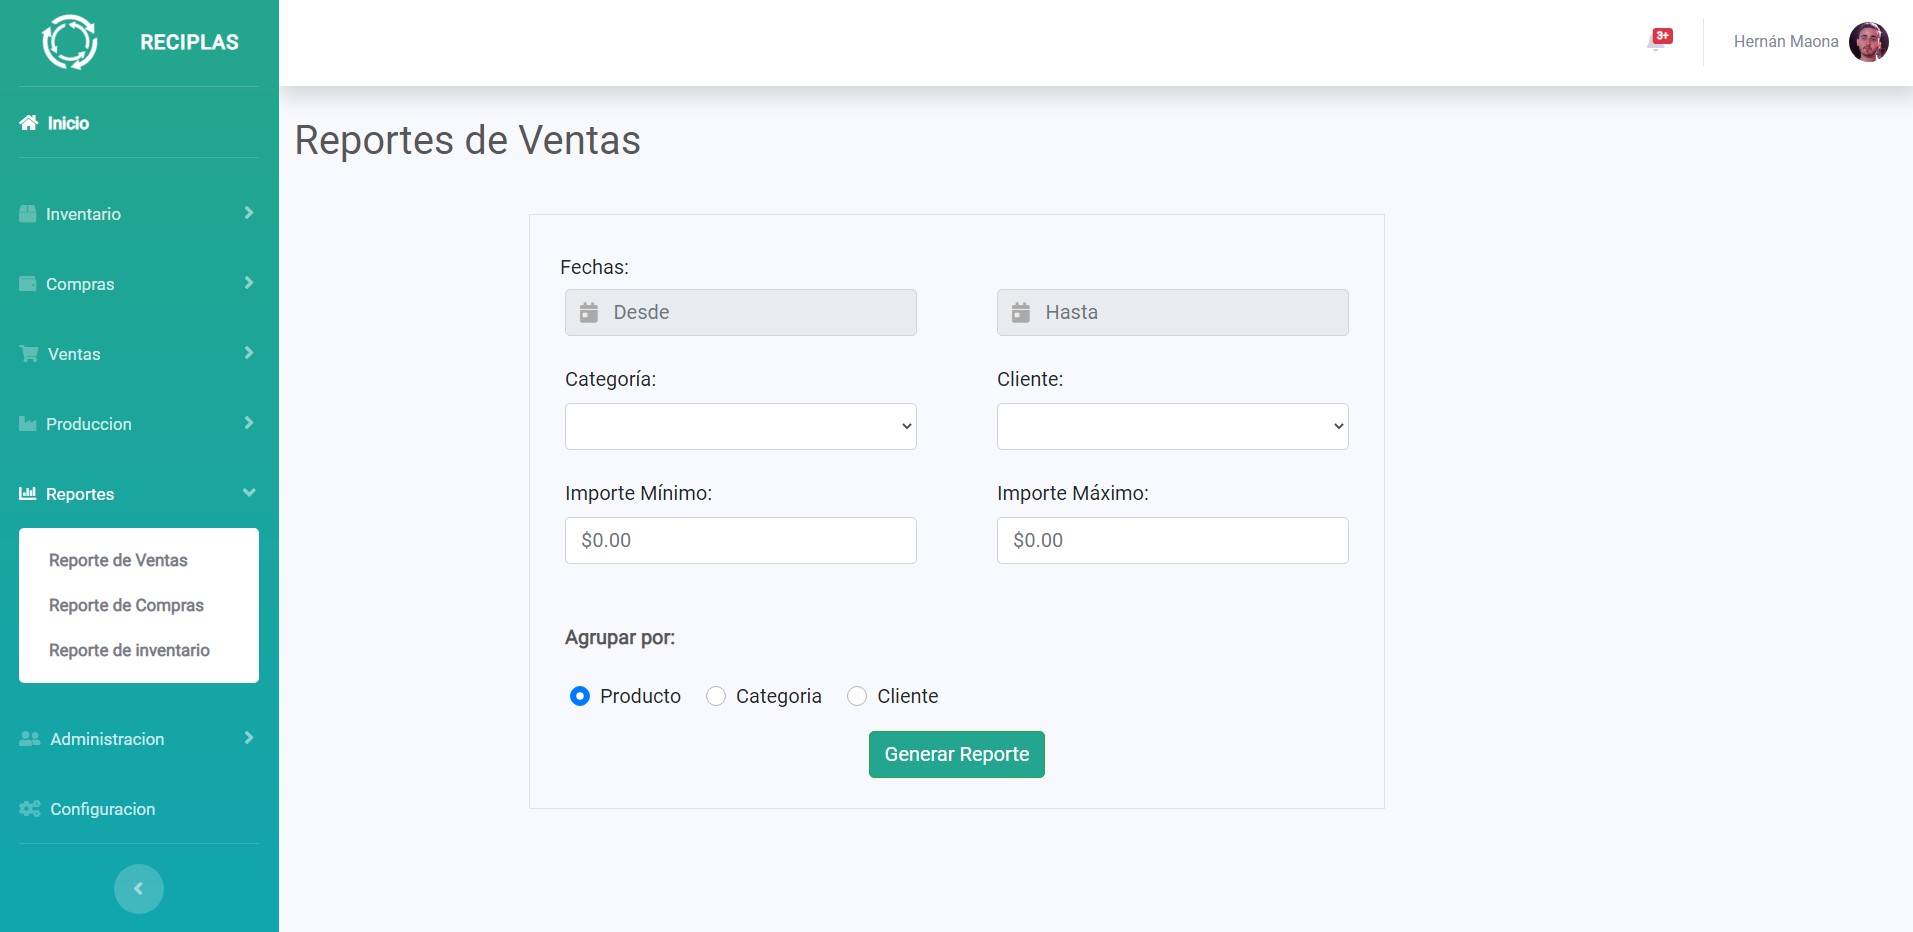 RECIPLAS
3+
Hernán Maona
Inicio
Inventario
Compras
Ventas
Produccion
Reportes
Reporte de Ventas
Reporte de Compras
Reporte de inventario
Administracion
Configuracion
Reportes de Ventas
Fechas:
Desde Hasta
Categoría: Cliente:
Importe Mínimo: Importe Máximo:
$0.00 $0.00
Agrupar por:
Producto Categoria Cliente
Generar Reporte